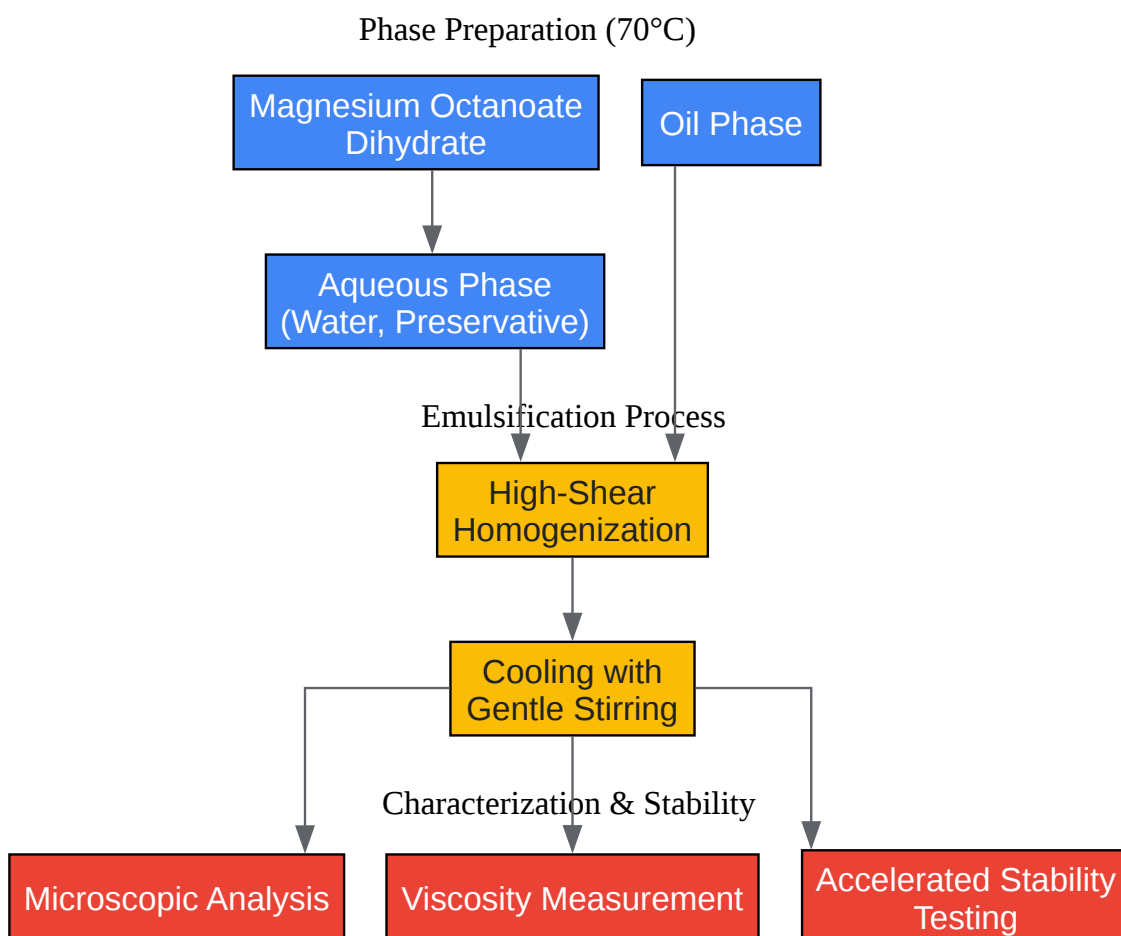 Phase Preparation (70°C)
Magnesium Octanoate
Dihydrate
Oil Phase
Aqueous Phase
(Water, Preservative)
Emulsification Process
High-Shear
Homogenization
Cooling with
Gentle Stirring
Characterization & Stability
Microscopic Analysis
Viscosity Measurement
Accelerated Stability
Testing